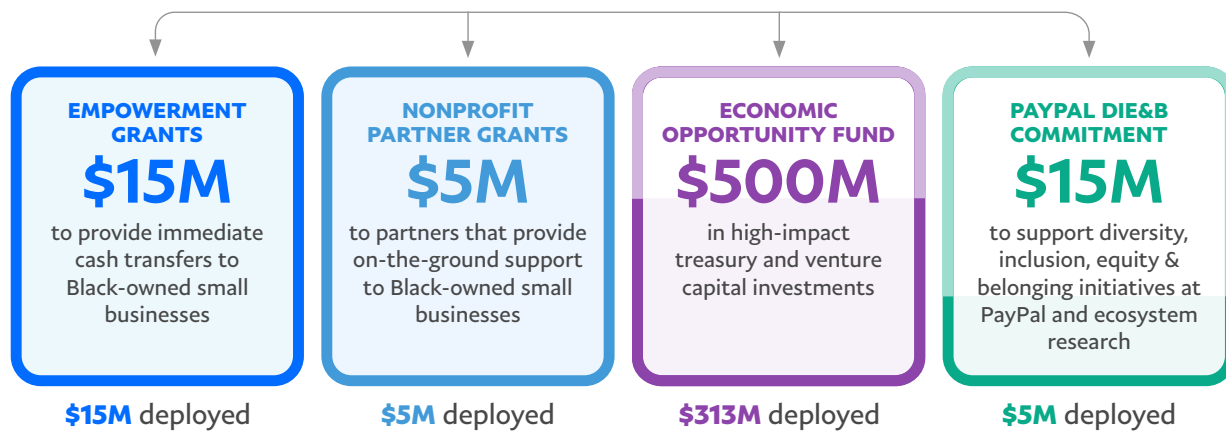 EMPOWERMENT
GRANTS
$15M
to provide immediate
cash transfers to
Black-owned small
businesses
$15M deployed
NONPROFIT
PARTNER GRANTS
$5M
to partners that provide
on-the-ground support
to Black-owned small
businesses
$5M deployed
ECONOMIC
OPPORTUNITY FUND
$500M
in high-impact
treasury and venture
capital investments
$313M deployed
PAYPAL DIE&B
COMMITMENT
$15M
to support diversity,
inclusion, equity &
belonging initiatives at
PayPal and ecosystem
research
$5M deployed